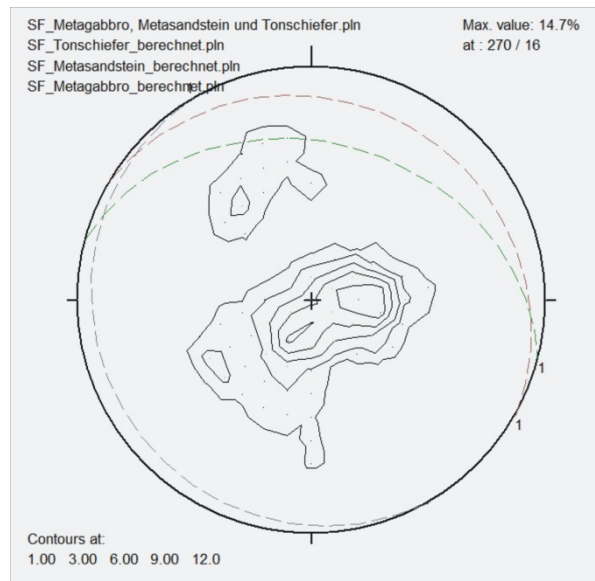 SF_Metagabbro, Metasandstein und Tonschiefer.pln
SF_Tonschiefer_berechnet.pln
SF_Metasandstein_berechnet.pln
SF_Metagabbro_berechnet.pln
Max. value: 14.7%
at : 270 / 16
1
1
1
Contours at:
1.00 3.00 6.00 9.00 12.0